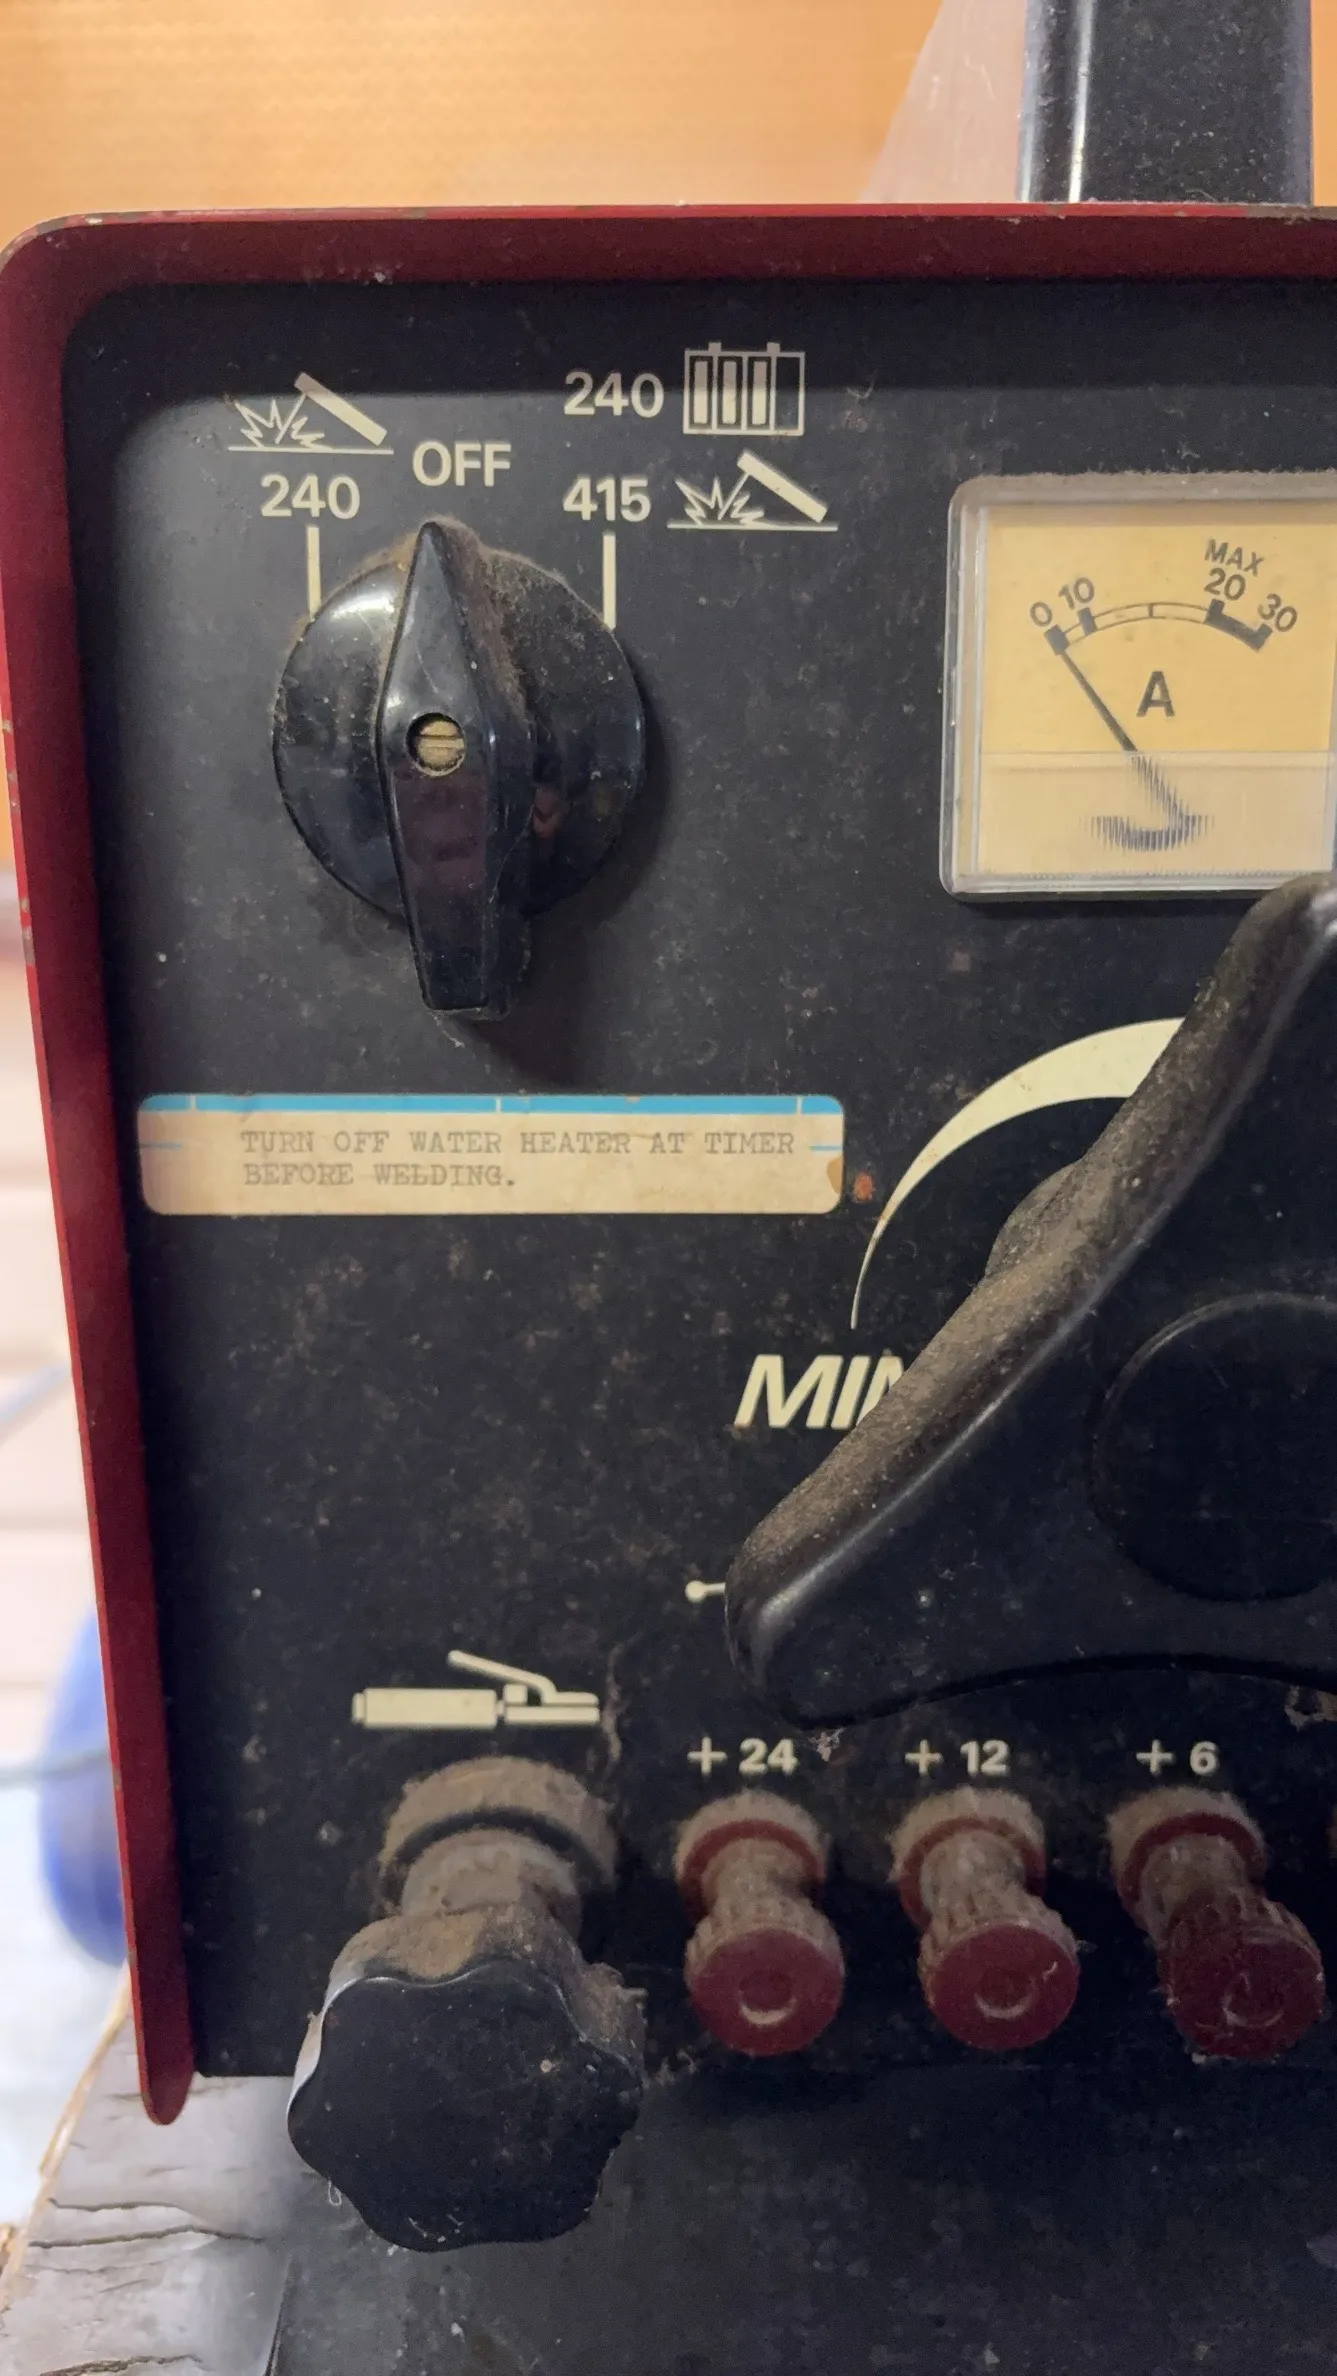 240
OFF
240
415
MAX
0 10 20 30
A
TURN OFF WATER HEATER AT TIMER
BEFORE WELDING.
MI
+ 24 + 12 + 6